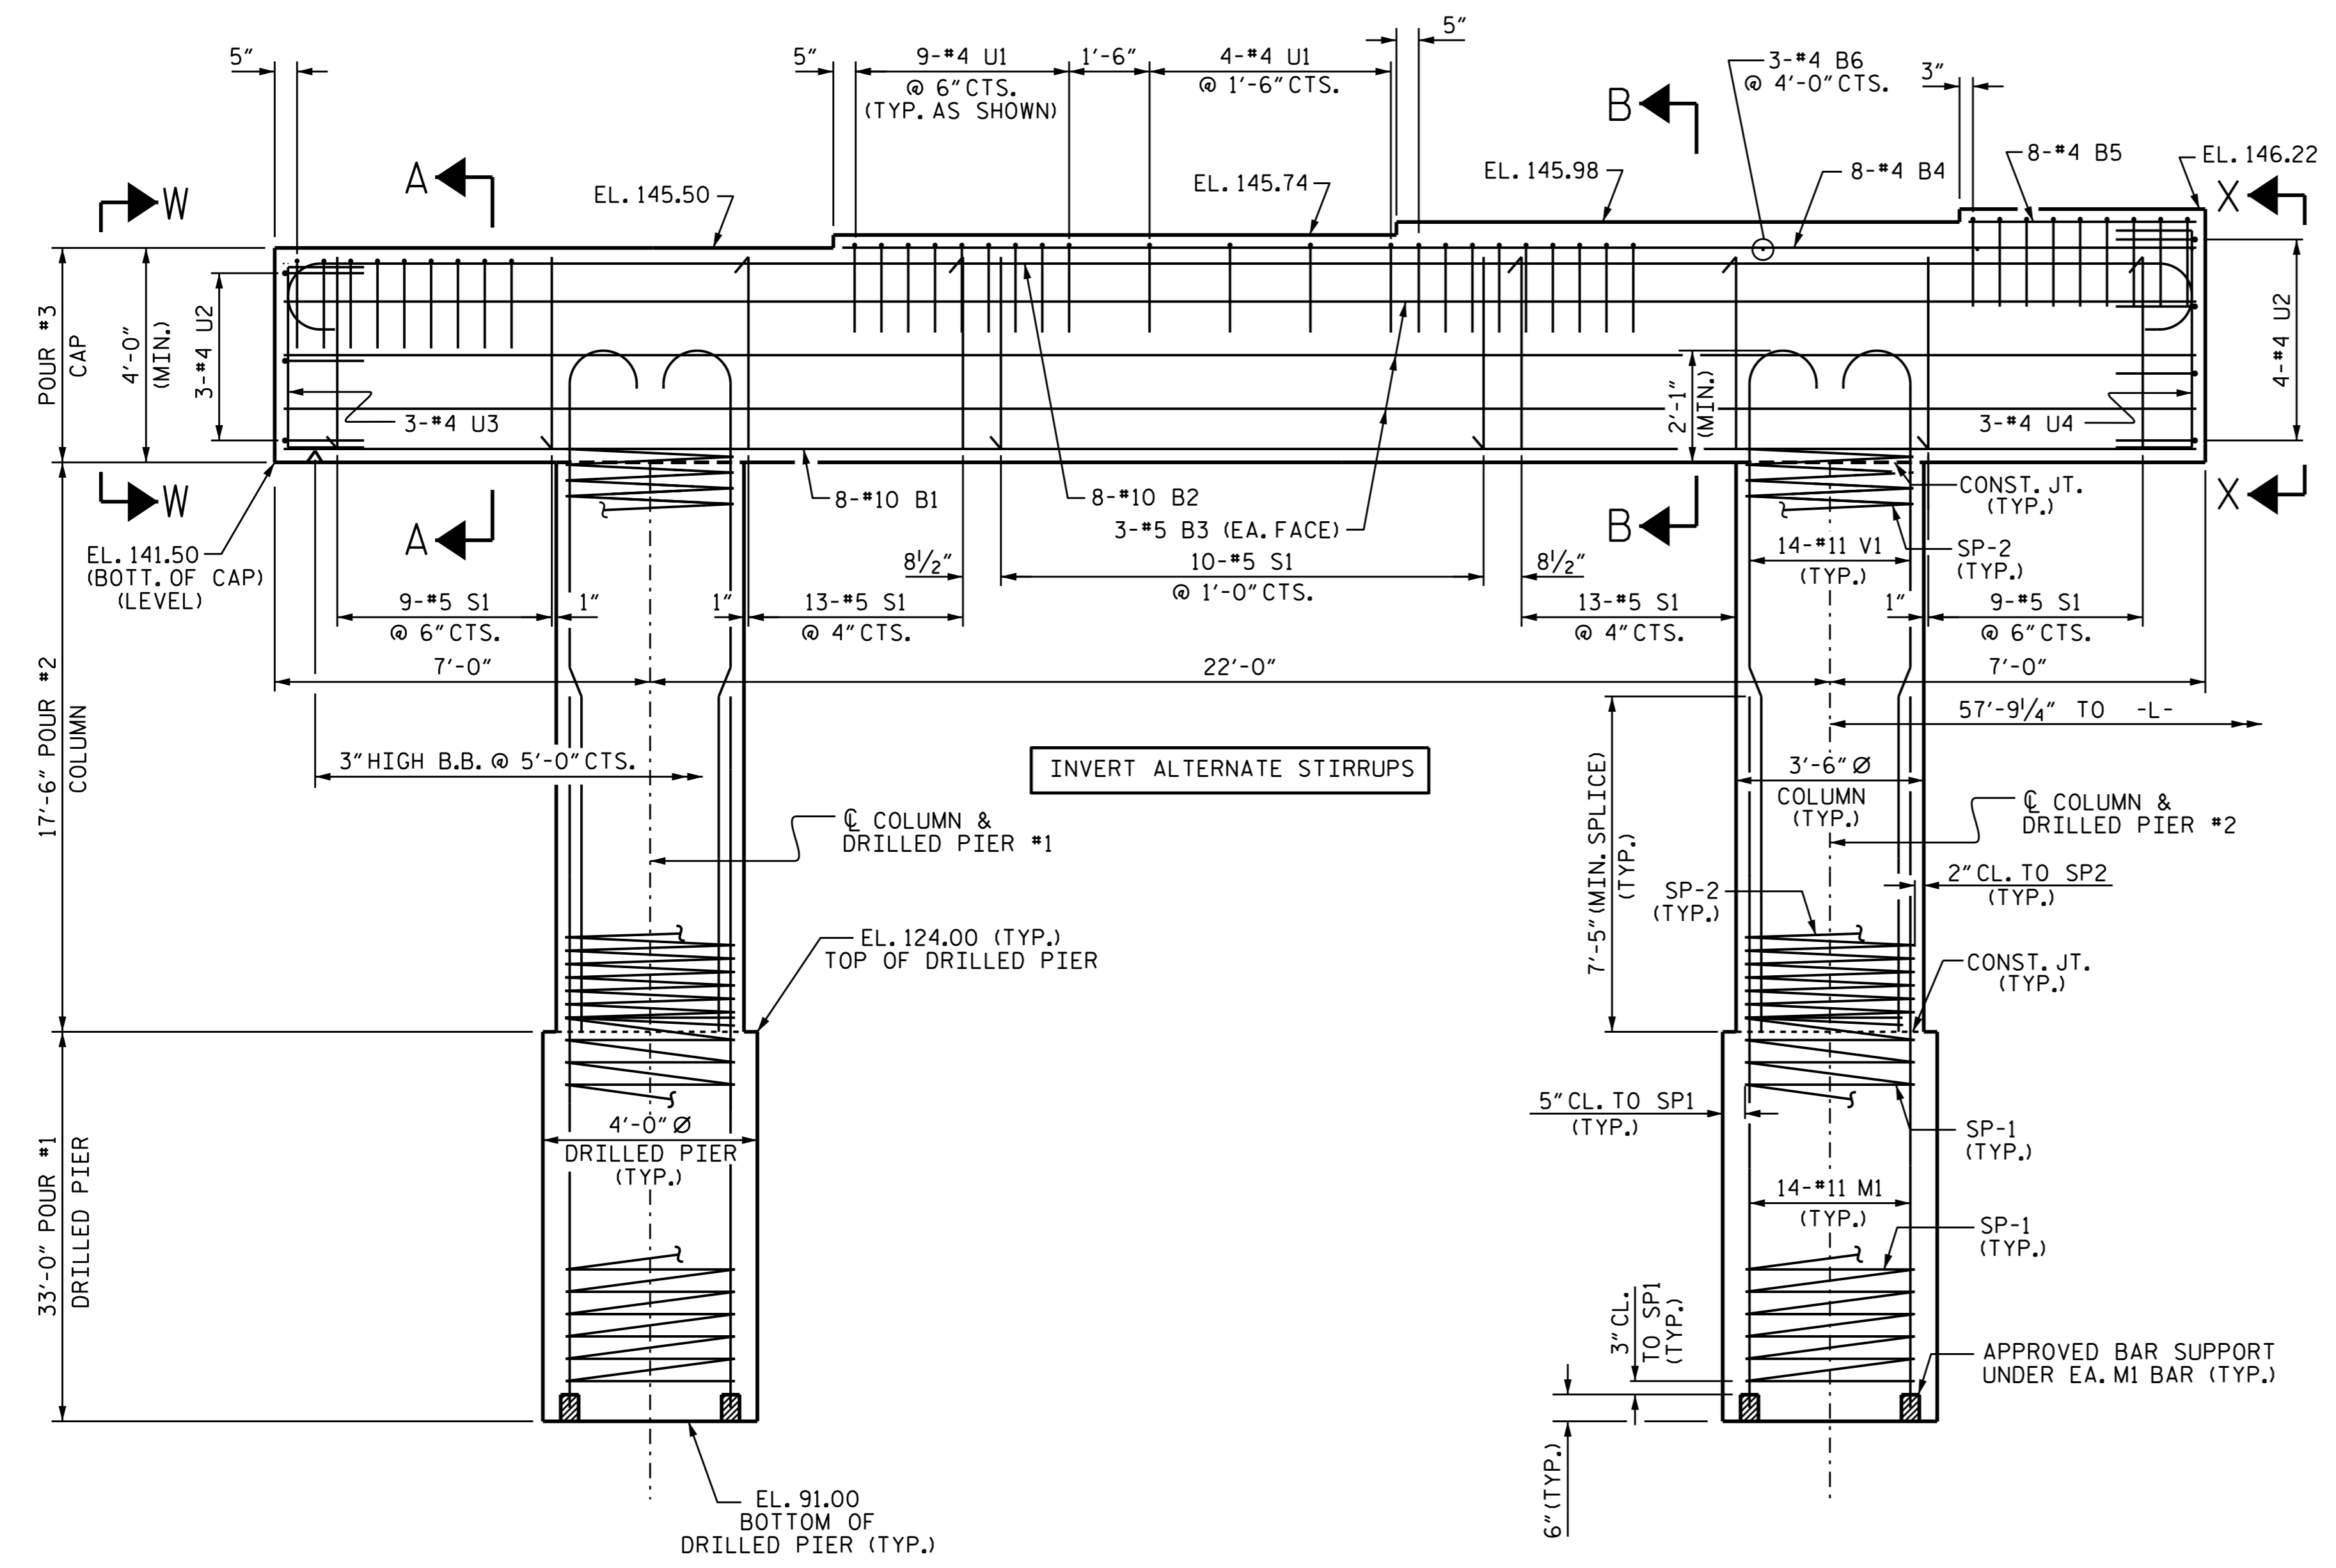 5"
9-#4 U1
@ 6" CTS.
(TYP. AS SHOWN)
5"
1'-6"
4-#4 U1
@ 1'-6" CTS.
5"
3-#4 B6
@ 4'-0" CTS.
3"
B
A
W
EL. 145.50
EL. 145.74
EL. 145.98
8-#4 B4
8-#4 B5
EL. 146.22
X
POUR #3
CAP
4'-0"
(MIN.)
3-#4 U2
3-#4 U3
2'-1"
(MIN.)
3-#4 U4
4-#4 U2
W
A
8-#10 B1
8-#10 B2
3-#5 B3 (EA. FACE)
B
CONST. JT.
(TYP.)
X
EL. 141.50
(BOTT. OF CAP)
(LEVEL)
8½"
10-#5 S1
@ 1'-0" CTS.
8½"
14-#11 V1
(TYP.)
SP-2
(TYP.)
9-#5 S1
@ 6" CTS.
1"
1"
13-#5 S1
@ 4" CTS.
13-#5 S1
@ 4" CTS.
1"
9-#5 S1
@ 6" CTS.
7'-0"
22'-0"
7'-0"
57'-9¼" TO -L-
17'-6" POUR #2
COLUMN
3" HIGH B.B. @ 5'-0" CTS.
INVERT ALTERNATE STIRRUPS
7'-5" (MIN. SPLICE)
(TYP.)
3'-6" Ø
COLUMN
(TYP.)
℄ COLUMN &
DRILLED PIER #1
℄ COLUMN &
DRILLED PIER #2
2" CL. TO SP2
(TYP.)
SP-2
(TYP.)
EL. 124.00 (TYP.)
TOP OF DRILLED PIER
CONST. JT.
(TYP.)
33'-0" POUR #1
DRILLED PIER
4'-0" Ø
DRILLED PIER
(TYP.)
5" CL. TO SP1
(TYP.)
SP-1
(TYP.)
14-#11 M1
(TYP.)
SP-1
(TYP.)
3" CL.
TO SP1
(TYP.)
APPROVED BAR SUPPORT
UNDER EA. M1 BAR (TYP.)
6" (TYP.)
EL. 91.00
BOTTOM OF
DRILLED PIER (TYP.)